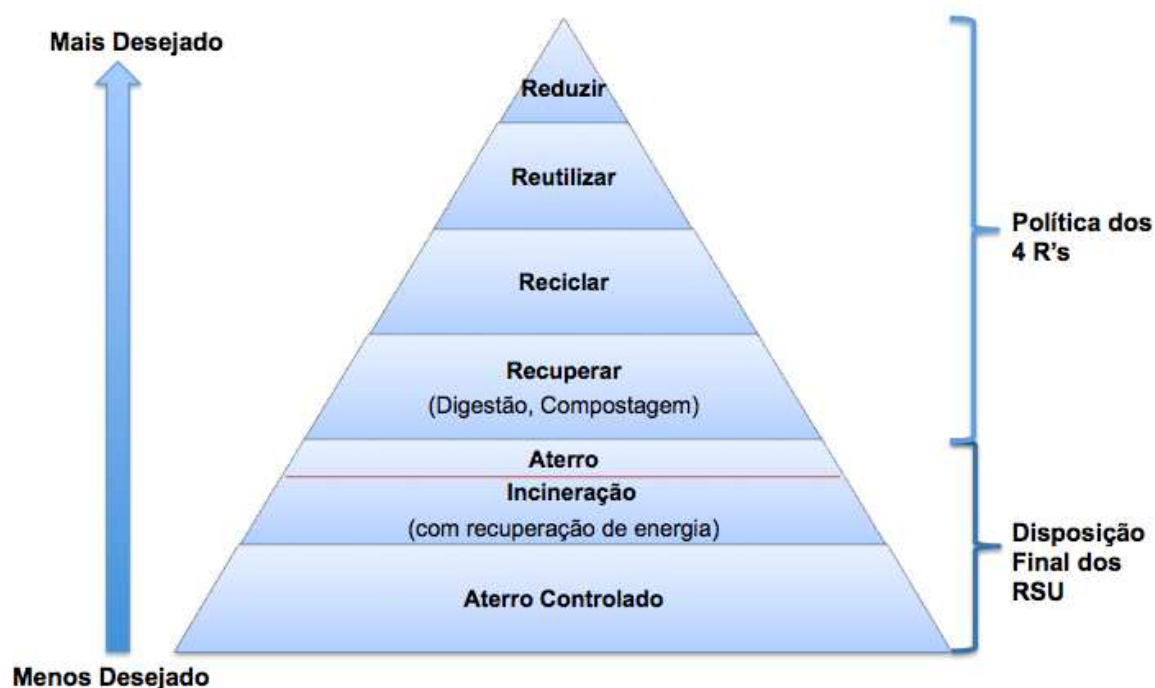 Mais Desejado
Reduzir
Reutilizar
Reciclar
Recuperar
(Digestão, Compostagem)
Aterro
Incineração
(com recuperação de energia)
Aterro Controlado
Menos Desejado
Política dos
4 R's
Disposição
Final dos
RSU